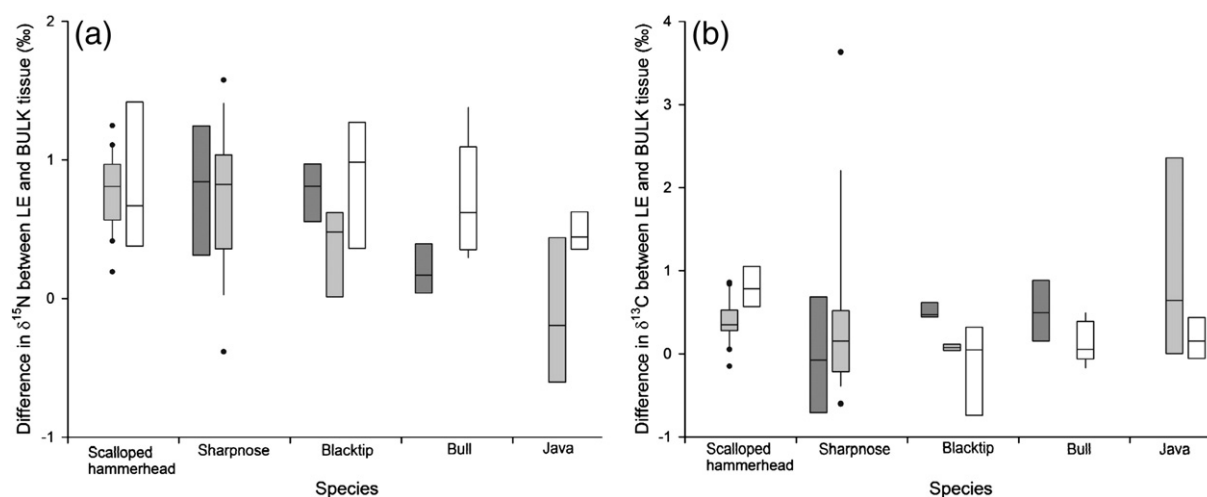 (a)
Difference in δ¹⁵N between LE and BULK tissue (‰)
2
1
0
-1
Scalloped
hammerhead
Sharpnose
Blacktip
Bull
Java
Species
(b)
Difference in δ¹³C between LE and BULK tissue (‰)
4
3
2
1
0
-1
Scalloped
hammerhead
Sharpnose
Blacktip
Bull
Java
Species